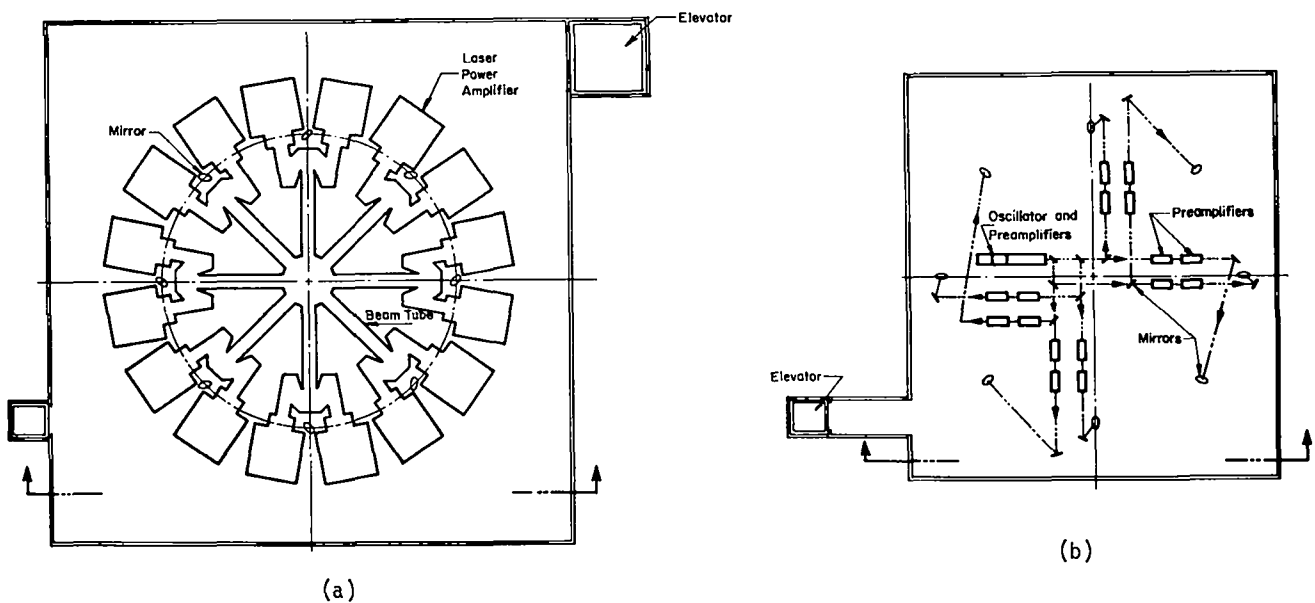 Elevator
Laser
Power
Amplifier
Mirror
Beam Tube
(a)
Oscillator and
Preamplifiers
Preamplifiers
Mirrors
Elevator
(b)